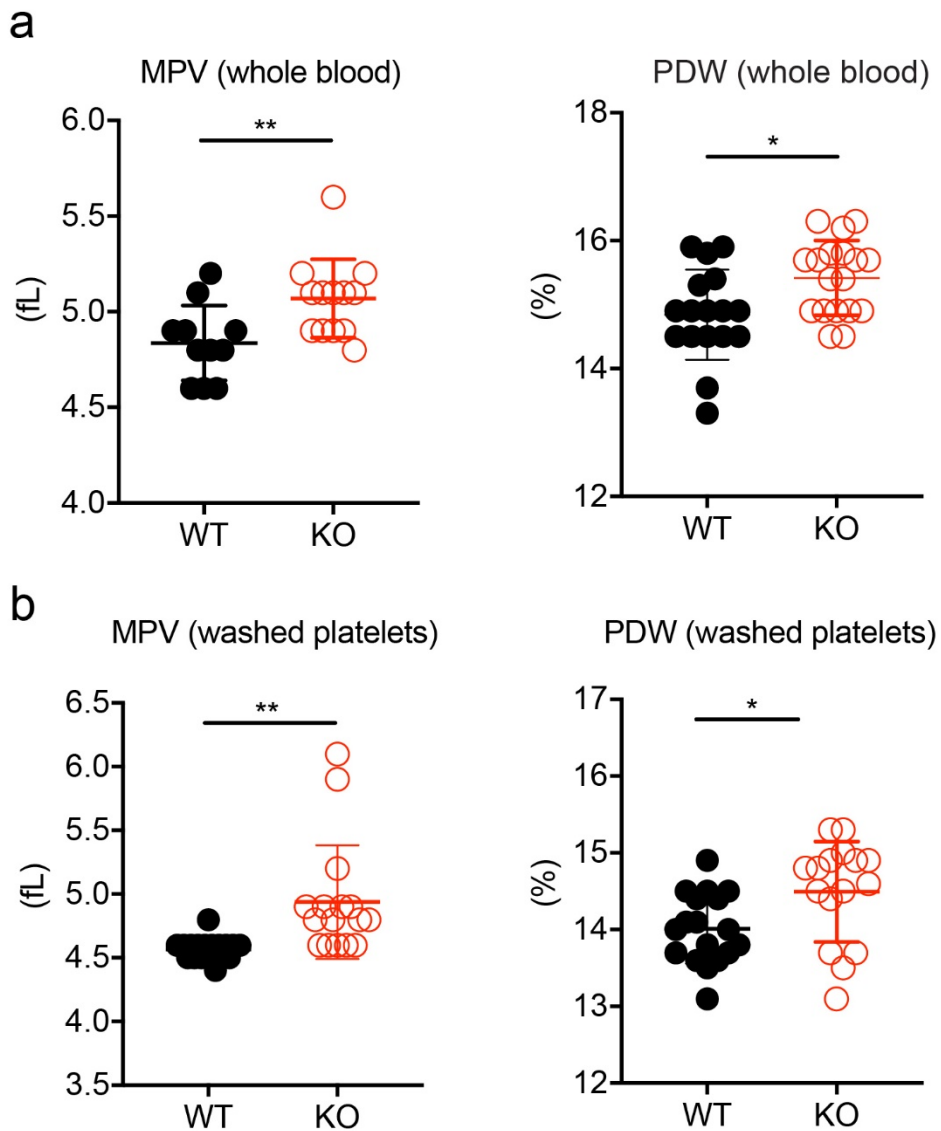 a
MPV (whole blood)
6.0
5.5
5.0
4.5
4.0
(fL)
**
WT
KO
PDW (whole blood)
18
16
14
12
(%)
*
WT
KO
b
MPV (washed platelets)
6.5
6.0
5.5
5.0
4.5
4.0
3.5
(fL)
**
WT
KO
PDW (washed platelets)
17
16
15
14
13
12
(%)
*
WT
KO